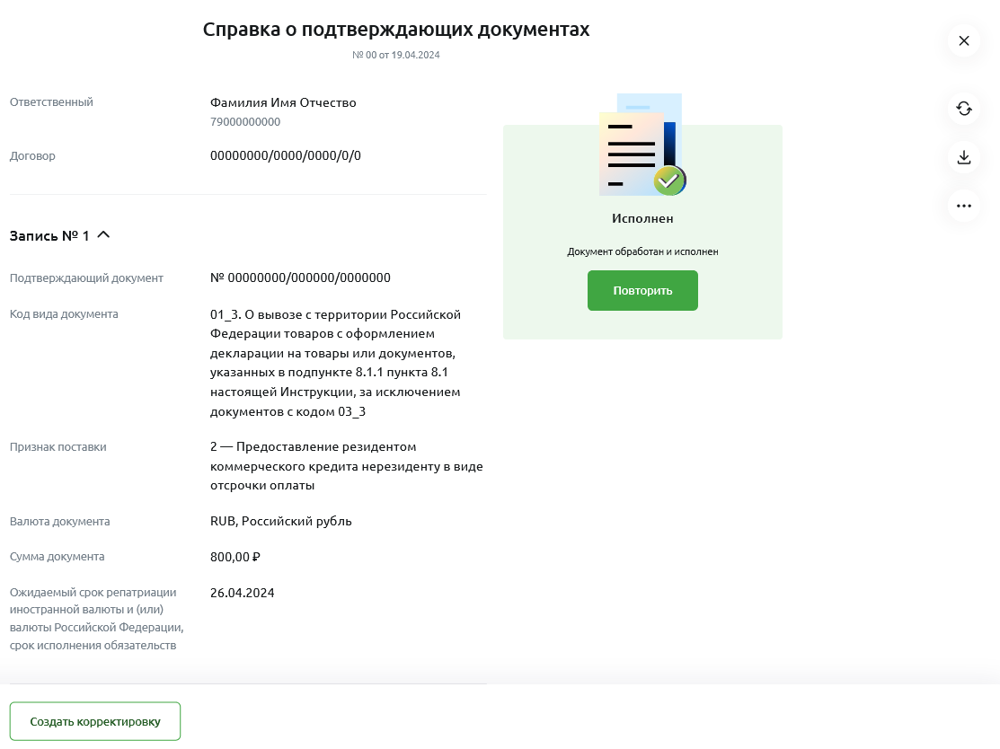 Справка о подтверждающих документах
№ 00 от 19.04.2024
Ответственный
Фамилия Имя Отчество
79000000000
Договор
00000000/0000/0000/0/0
Запись № 1
Подтверждающий документ
№ 00000000/000000/0000000
Код вида документа
01_3. О вывозе с территории Российской
Федерации товаров с оформлением
декларации на товары или документов,
указанных в подпункте 8.1.1 пункта 8.1
настоящей Инструкции, за исключением
документов с кодом 03_3
Признак поставки
2 — Предоставление резидентом
коммерческого кредита нерезиденту в виде
отсрочки оплаты
Валюта документа
RUB, Российский рубль
Сумма документа
800,00 ₽
Ожидаемый срок репатриации
иностранной валюты и (или)
валюты Российской Федерации,
срок исполнения обязательств
26.04.2024
Исполнен
Документ обработан и исполнен
Повторить
Создать корректировку